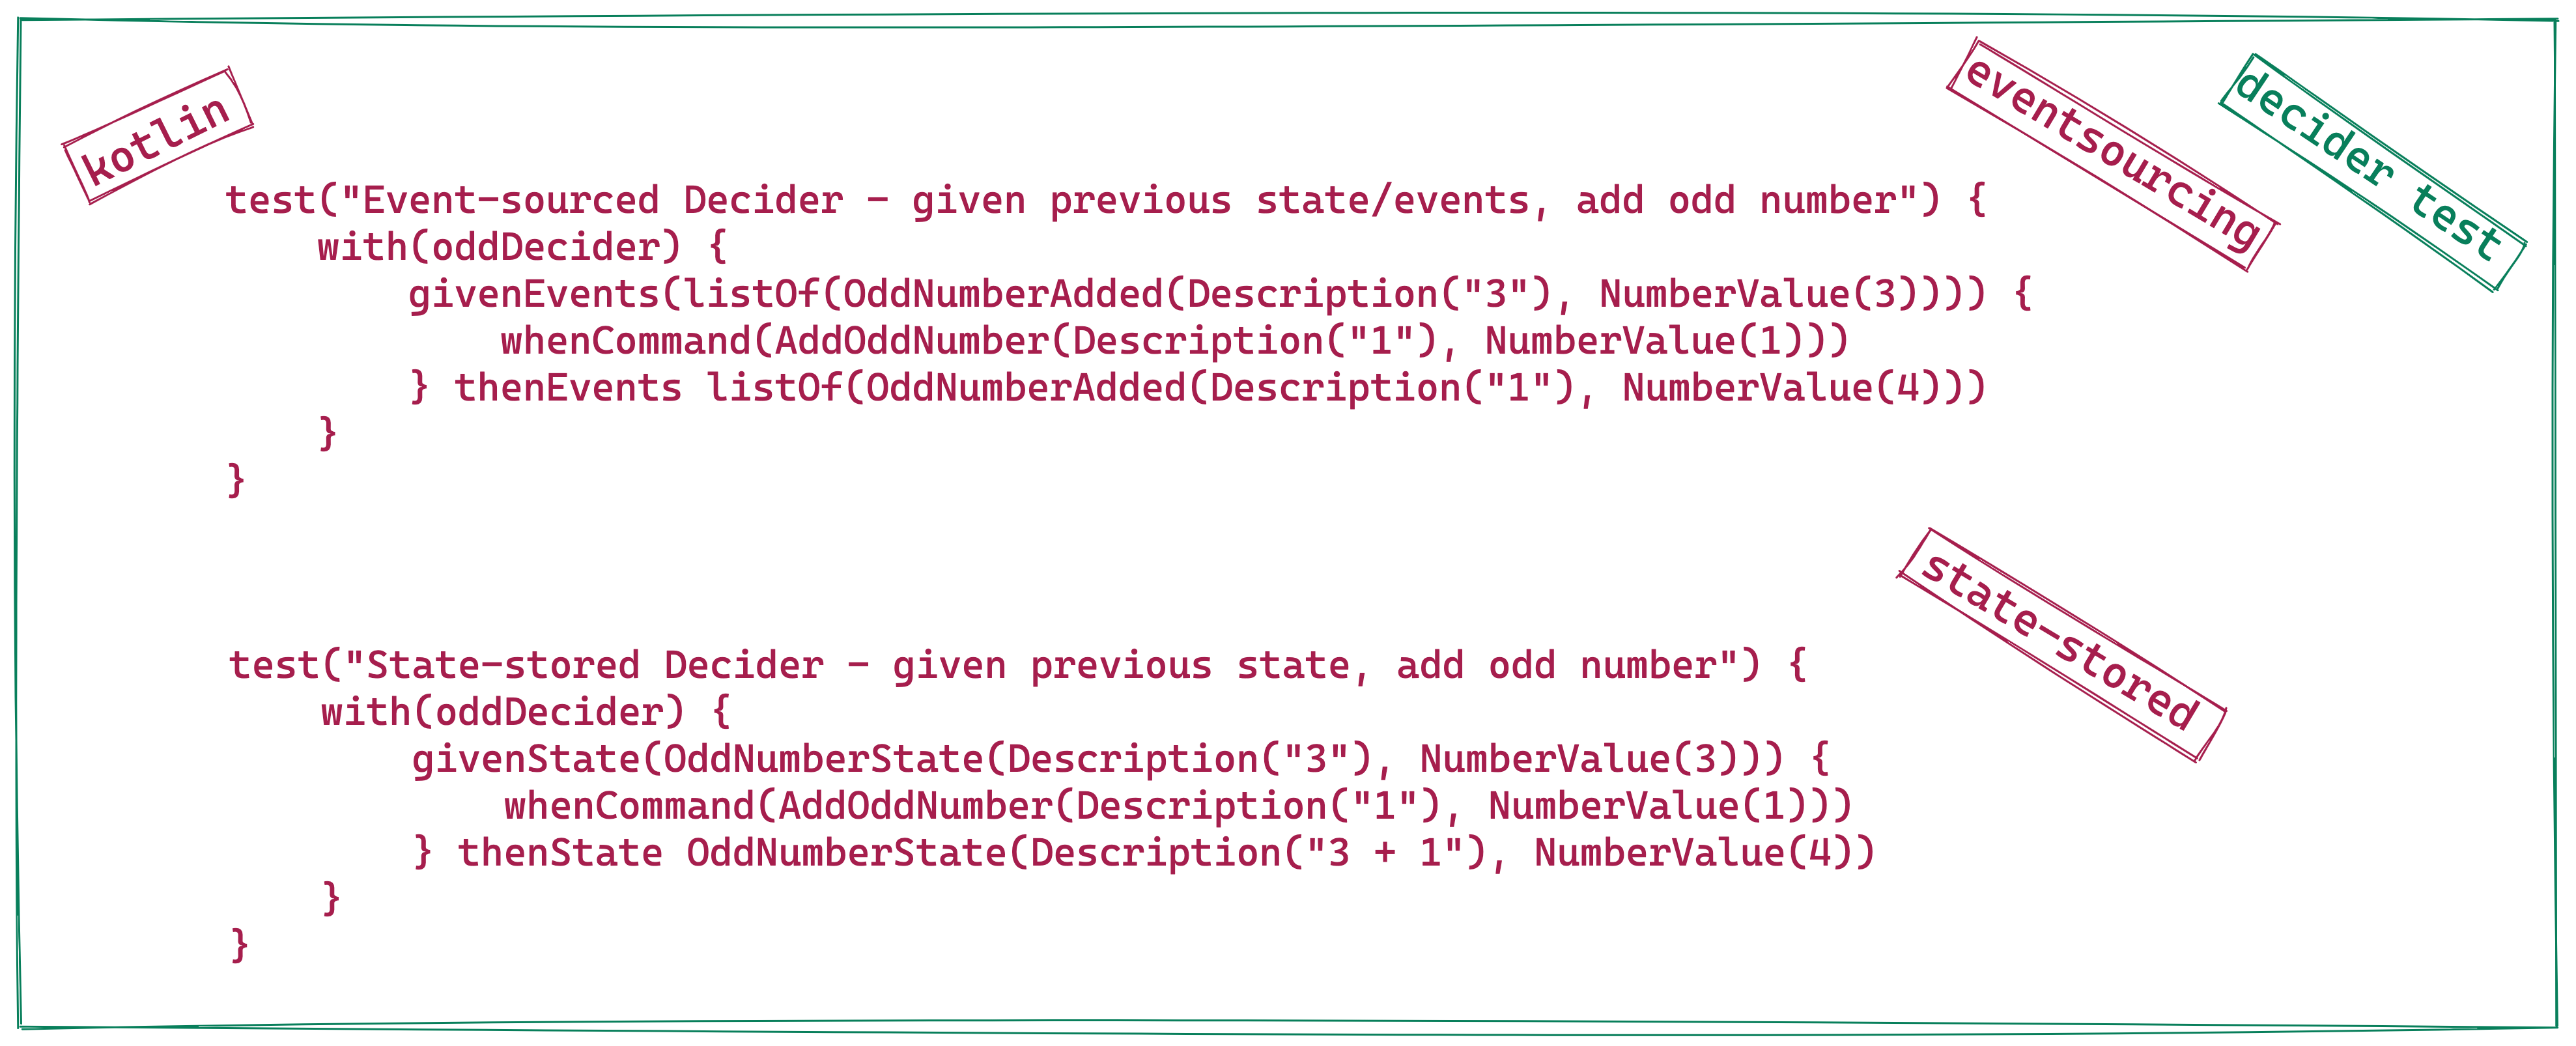 kotlin
eventsourcing
decider test
test("Event-sourced Decider - given previous state/events, add odd number") {
    with(oddDecider) {
        givenEvents(listOf(OddNumberAdded(Description("3"), NumberValue(3)))) {
            whenCommand(AddOddNumber(Description("1"), NumberValue(1)))
        } thenEvents listOf(OddNumberAdded(Description("1"), NumberValue(4)))
    }
}
state-stored
test("State-stored Decider - given previous state, add odd number") {
    with(oddDecider) {
        givenState(OddNumberState(Description("3"), NumberValue(3))) {
            whenCommand(AddOddNumber(Description("1"), NumberValue(1)))
        } thenState OddNumberState(Description("3 + 1"), NumberValue(4))
    }
}